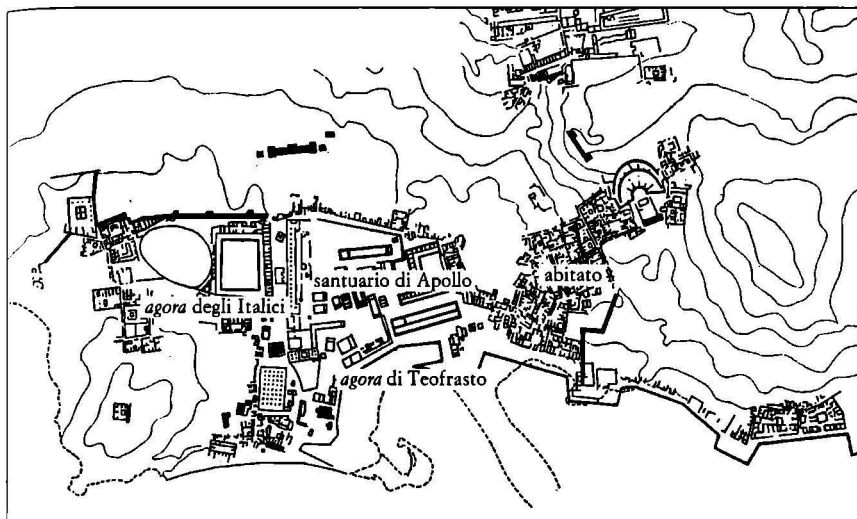 santuario di Apollo
abitato
agora degli Italici
agora di Teofrasto